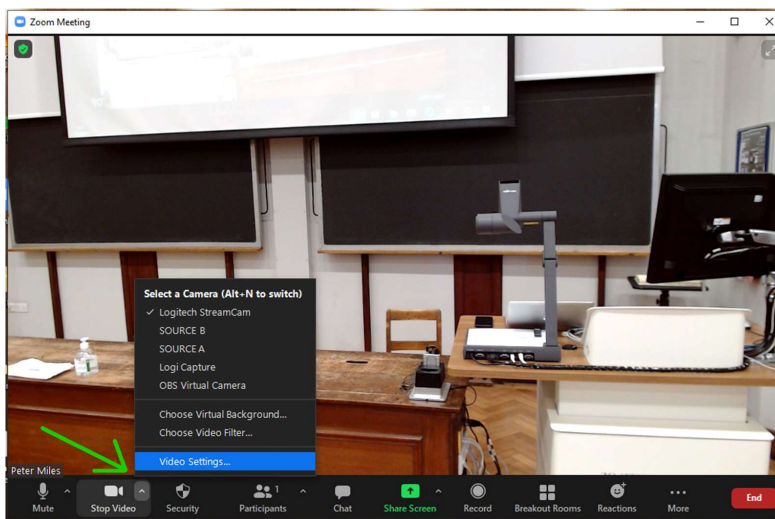 Zoom Meeting
Select a Camera (Alt+N to switch)
Logitech StreamCam
SOURCE B
SOURCE A
Logi Capture
OBS Virtual Camera
Choose Virtual Background...
Choose Video Filter...
Video Settings...
Peter Miles
1
Mute
Stop Video
Security
Participants
Chat
Share Screen
Record
Breakout Rooms
Reactions
More
End